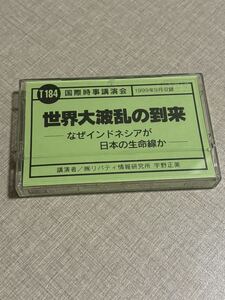 T184 国際時事講演会 1999年9月収録
世界大波乱の到来
なぜインドネシアが
日本の生命線か
講演者/㈱リバティ情報研究所 宇野正美